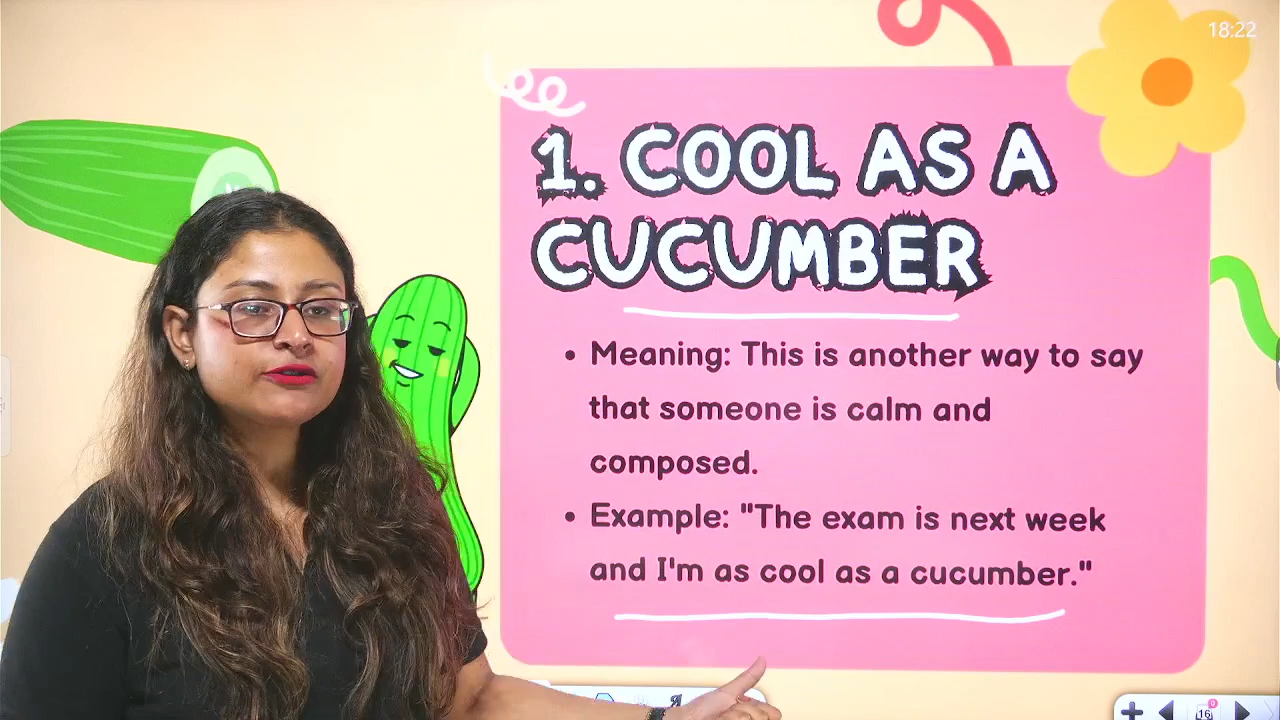 18:22
1. COOL AS A
CUCUMBER
• Meaning: This is another way to say
that someone is calm and
composed.
• Example: "The exam is next week
and I'm as cool as a cucumber."
16